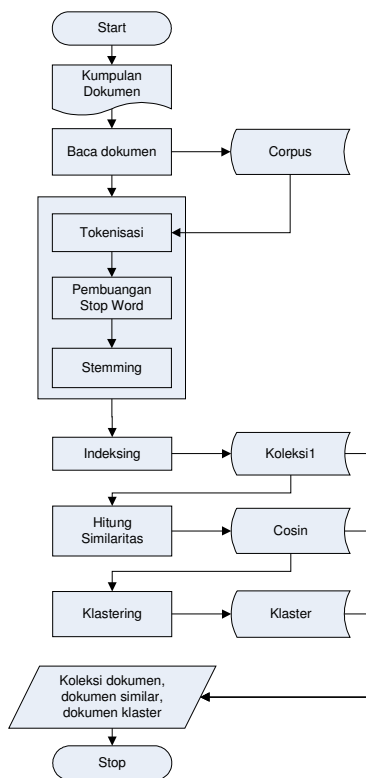 Start
Kumpulan
Dokumen
Baca dokumen
Corpus
Tokenisasi
Pembuangan
Stop Word
Stemming
Indeksing
Koleksi1
Hitung
Similaritas
Cosin
Klastering
Klaster
Koleksi dokumen,
dokumen similar,
dokumen klaster
Stop